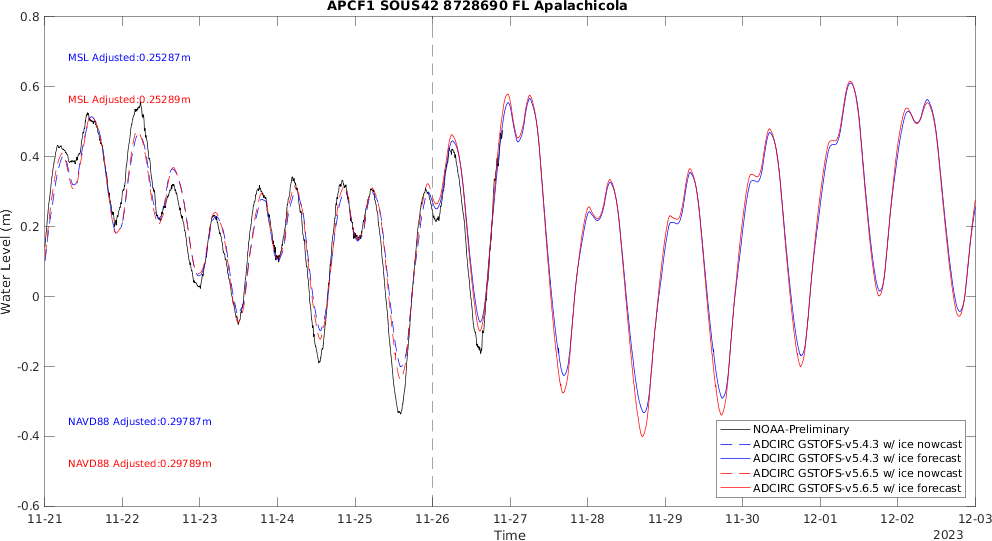 APCF1 SOUS42 8728690 FL Apalachicola
0.8
0.6
0.4
0.2
0
-0.2
-0.4
-0.6
Water Level (m)
MSL Adjusted:0.25287m
MSL Adjusted:0.25289m
NAVD88 Adjusted:0.29787m
NAVD88 Adjusted:0.29789m
NOAA-Preliminary
ADCIRC GSTOFS-v5.4.3 w/ ice nowcast
ADCIRC GSTOFS-v5.4.3 w/ ice forecast
ADCIRC GSTOFS-v5.6.5 w/ ice nowcast
ADCIRC GSTOFS-v5.6.5 w/ ice forecast
11-21 11-22 11-23 11-24 11-25 11-26 11-27 11-28 11-29 11-30 12-01 12-02 12-03
Time
2023